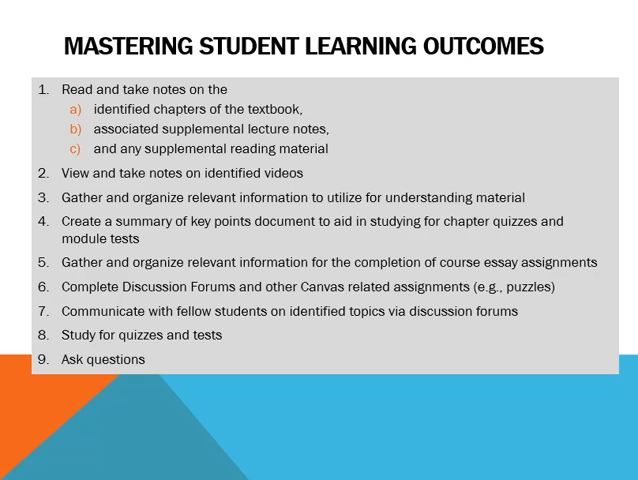 MASTERING STUDENT LEARNING OUTCOMES
1. Read and take notes on the
a) identified chapters of the textbook,
b) associated supplemental lecture notes,
c) and any supplemental reading material
2. View and take notes on identified videos
3. Gather and organize relevant information to utilize for understanding material
4. Create a summary of key points document to aid in studying for chapter quizzes and
module tests
5. Gather and organize relevant information for the completion of course essay assignments
6. Complete Discussion Forums and other Canvas related assignments (e.g., puzzles)
7. Communicate with fellow students on identified topics via discussion forums
8. Study for quizzes and tests
9. Ask questions